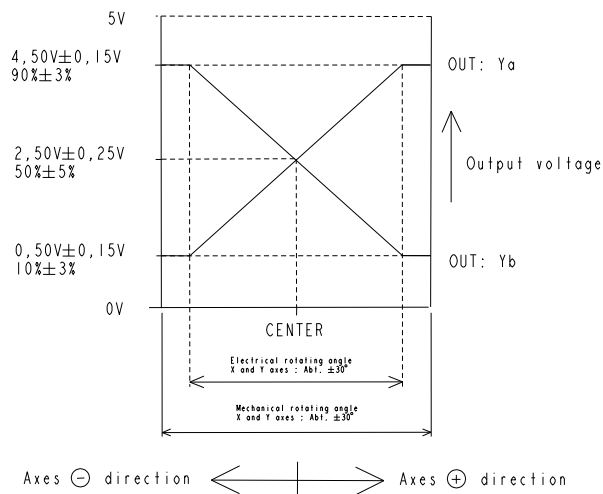 5V
4,50V±0,15V
90%±3%
OUT: Ya
2,50V±0,25V
50%±5%
Output voltage
0,50V±0,15V
10%±3%
OUT: Yb
0V
CENTER
Electrical rotating angle
X and Y axes : Abt. ±30°
Mechanical rotating angle
X and Y axes : Abt. ±30°
Axes ⊖ direction
Axes ⊕ direction